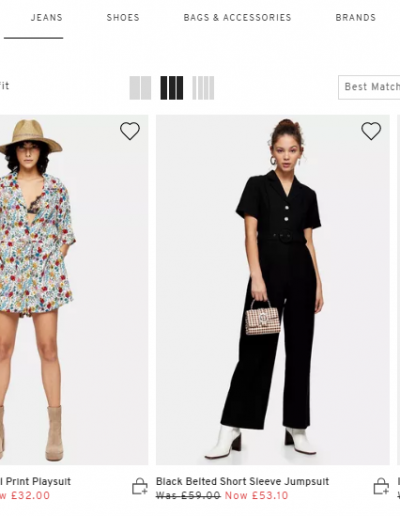 JEANS SHOES BAGS & ACCESSORIES BRANDS
Best Match
l Print Playsuit
w £32.00
Black Belted Short Sleeve Jumpsuit
Was £59.00 Now £53.10